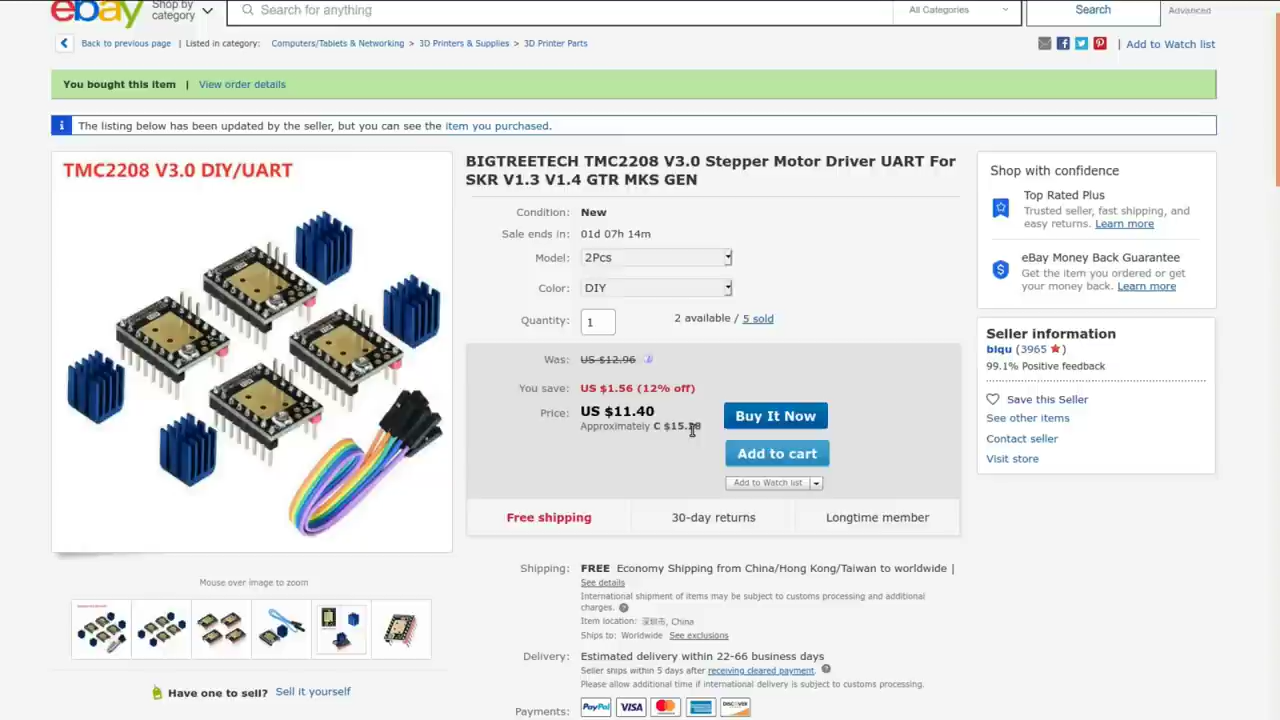 ebay
Shop by
category
Search for anything
All Categories
Search
Advanced
Back to previous page | Listed in category: Computers/Tablets & Networking > 3D Printers & Supplies > 3D Printer Parts
| Add to Watch list
You bought this item | View order details
i The listing below has been updated by the seller, but you can see the item you purchased.
TMC2208 V3.0 DIY/UART
BIGTREETECH TMC2208 V3.0 Stepper Motor Driver UART For
SKR V1.3 V1.4 GTR MKS GEN
Condition: New
Sale ends in: 01d 07h 14m
Model: 2Pcs
Color: DIY
Quantity: 1
2 available / 5 sold
Was: US $12.96
You save: US $1.56 (12% off)
Price: US $11.40
Approximately
Buy It Now
Add to cart
Add to Watch list
Free shipping
30-day returns
Longtime member
Shipping: FREE Economy Shipping from China/Hong Kong/Taiwan to worldwide |
See details
International shipment of items may be subject to customs processing and additional
charges. ?
Item location: 深圳市, China
Ships to: Worldwide See exclusions
Delivery: Estimated delivery within 22-66 business days
Seller ships within 5 days after receiving cleared payment. ?
Please allow additional time if international delivery is subject to customs processing.
Payments: PayPal VISA MasterCard DISCOVER
Shop with confidence
Top Rated Plus
Trusted seller, fast shipping, and
easy returns. Learn more
eBay Money Back Guarantee
Get the item you ordered or get
your money back. Learn more
Seller information
biqu (3965 )
99.1% Positive feedback
Save this Seller
See other items
Contact seller
Visit store
Mouse over image to zoom
Have one to sell? Sell it yourself